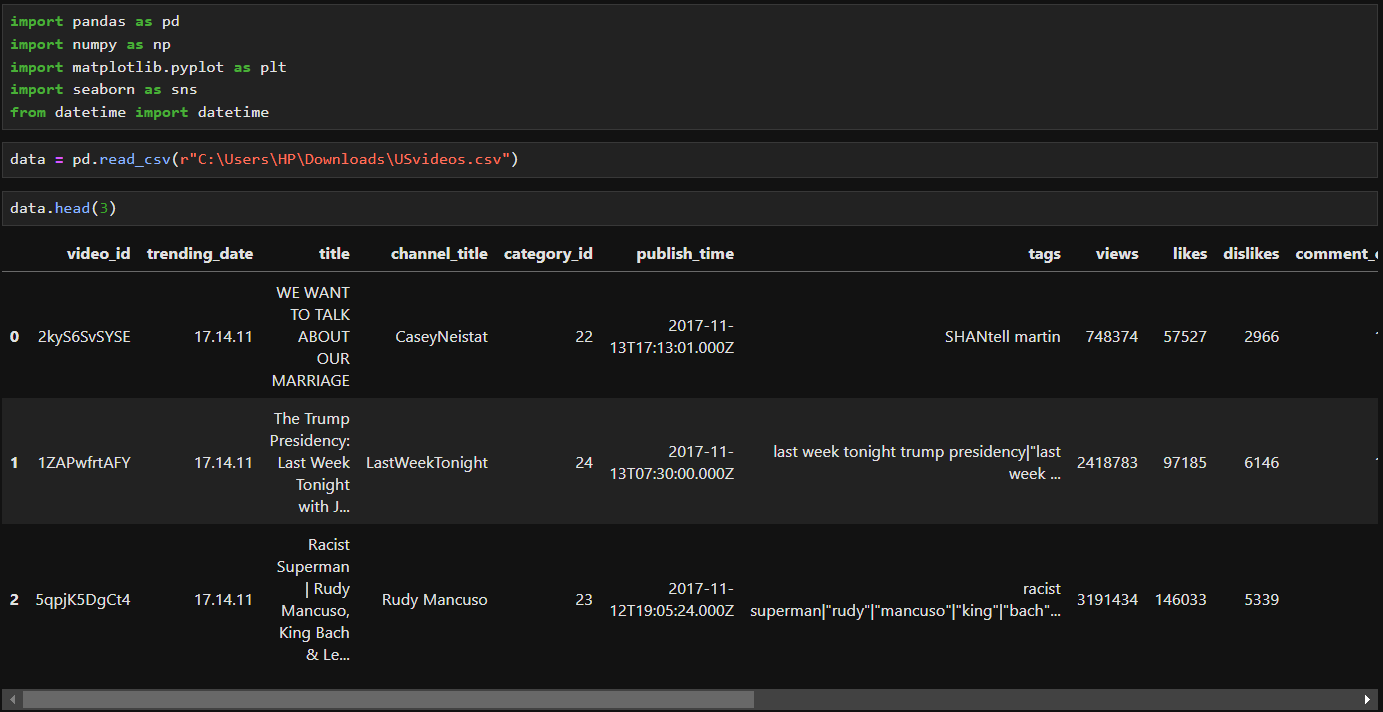 import pandas as pd
import numpy as np
import matplotlib.pyplot as plt
import seaborn as sns
from datetime import datetime
data = pd.read_csv(r"C:\Users\HP\Downloads\USvideos.csv")
data.head(3)
video_id trending_date title channel_title category_id publish_time tags views likes dislikes comment_
WE WANT
TO TALK
0 2kyS6SvSYSE 17.14.11 ABOUT CaseyNeistat 22 2017-11-13T17:13:01.000Z SHANtell martin 748374 57527 2966
OUR
MARRIAGE
The Trump
Presidency:
1 1ZAPwfrtAFY 17.14.11 Last Week LastWeekTonight 24 2017-11-13T07:30:00.000Z last week tonight trump presidency|"last week ... 2418783 97185 6146
Tonight
with J...
Racist
Superman
| Rudy
2 5qpjK5DgCt4 17.14.11 Mancuso, Rudy Mancuso 23 2017-11-12T19:05:24.000Z racist superman|"rudy"|"mancuso"|"king"|"bach"... 3191434 146033 5339
King Bach
& Le...